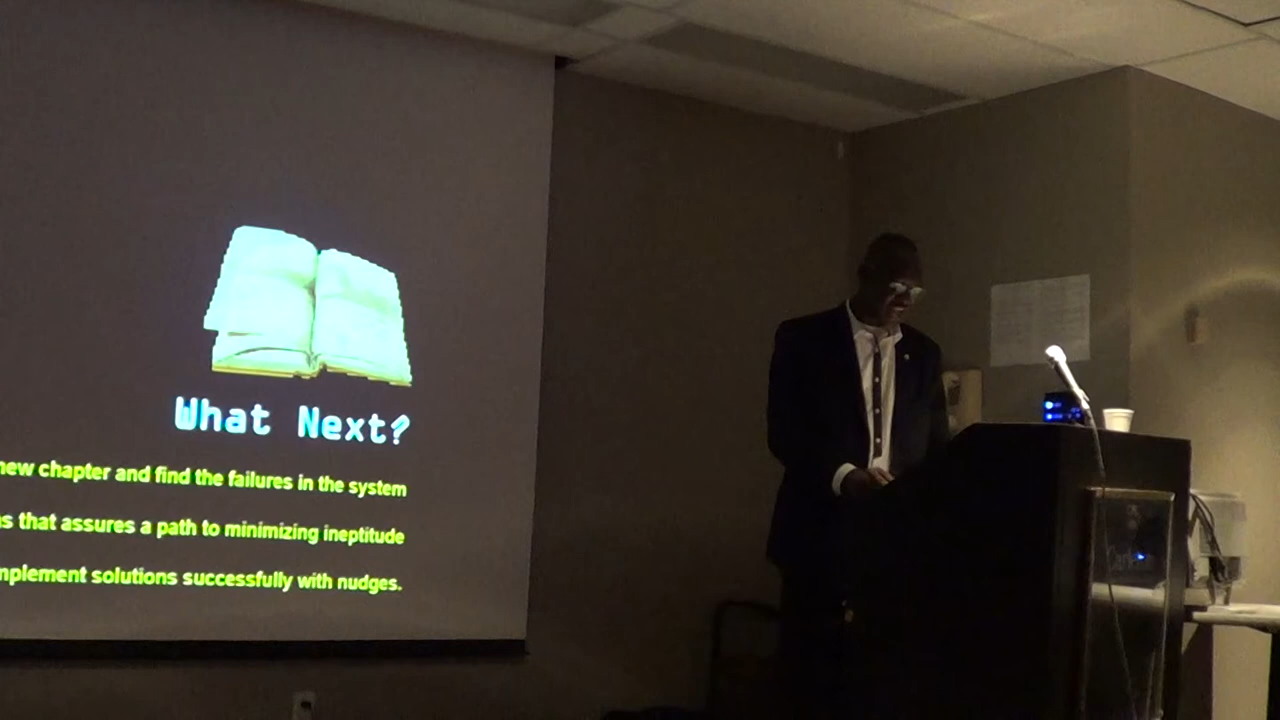 What Next?
new chapter and find the failures in the system
that assures a path to minimizing ineptitude
solutions successfully with nudges.